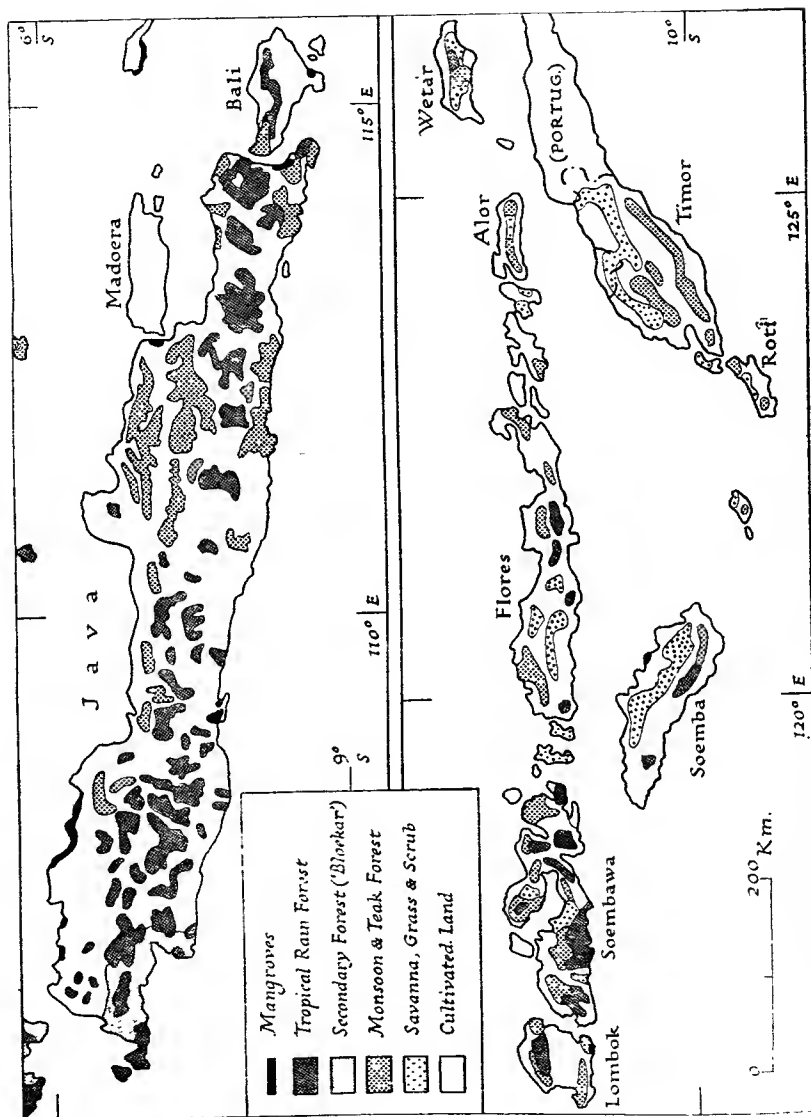 6°
S
Java
Madoera
Bali
110° E
115° E
9°
S
Mangroves
Tropical Rain Forest
Secondary Forest ('Bloekar')
Monsoon & Teak Forest
Savanna, Grass & Scrub
Cultivated Land
Lombok
Soembawa
Flores
Alor
Wetar
(PORTUG.)
Timor
Roti
Soemba
10°
S
0 200 Km.
120° E
125° E